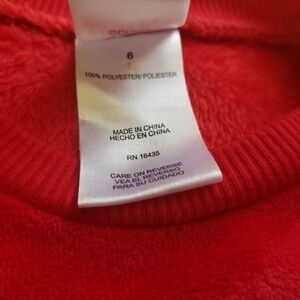 6
100% POLYESTER/ POLIESTER
MADE IN CHINA
HECHO EN CHINA
RN 16435
CARE ON REVERSE
VEA EL REVERSO
PARA SU CUIDADO